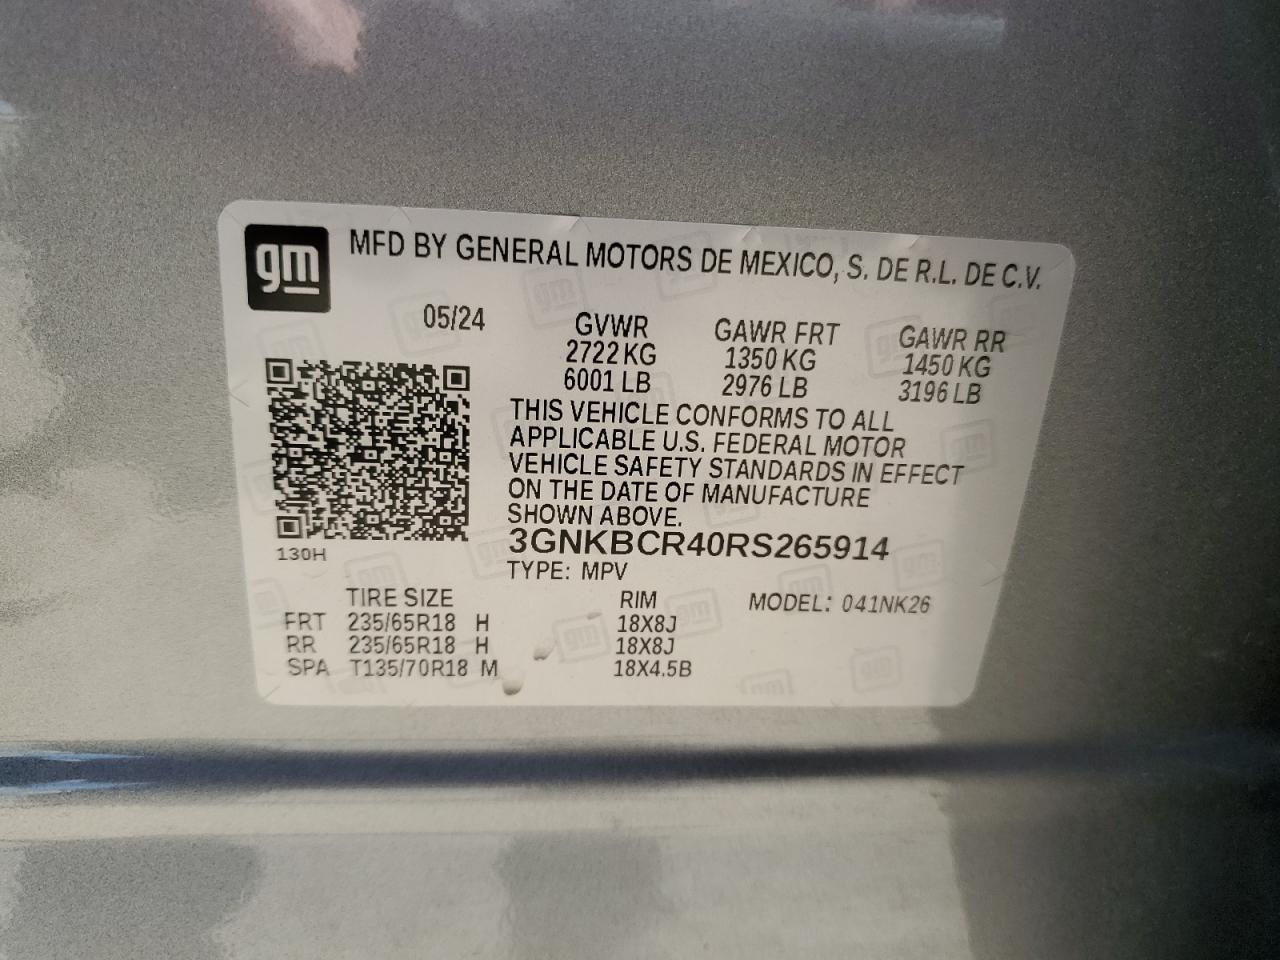 gm
MFD BY GENERAL MOTORS DE MEXICO, S. DE R.L. DE C.V.
05/24 GVWR GAWR FRT GAWR RR
2722 KG 1350 KG 1450 KG
6001 LB 2976 LB 3196 LB
THIS VEHICLE CONFORMS TO ALL
APPLICABLE U.S. FEDERAL MOTOR
VEHICLE SAFETY STANDARDS IN EFFECT
ON THE DATE OF MANUFACTURE
SHOWN ABOVE.
3GNKBCR40RS265914
130H
TYPE: MPV
TIRE SIZE RIM MODEL: 041NK26
FRT 235/65R18 H 18X8J
RR 235/65R18 H 18X8J
SPA T135/70R18 M 18X4.5B